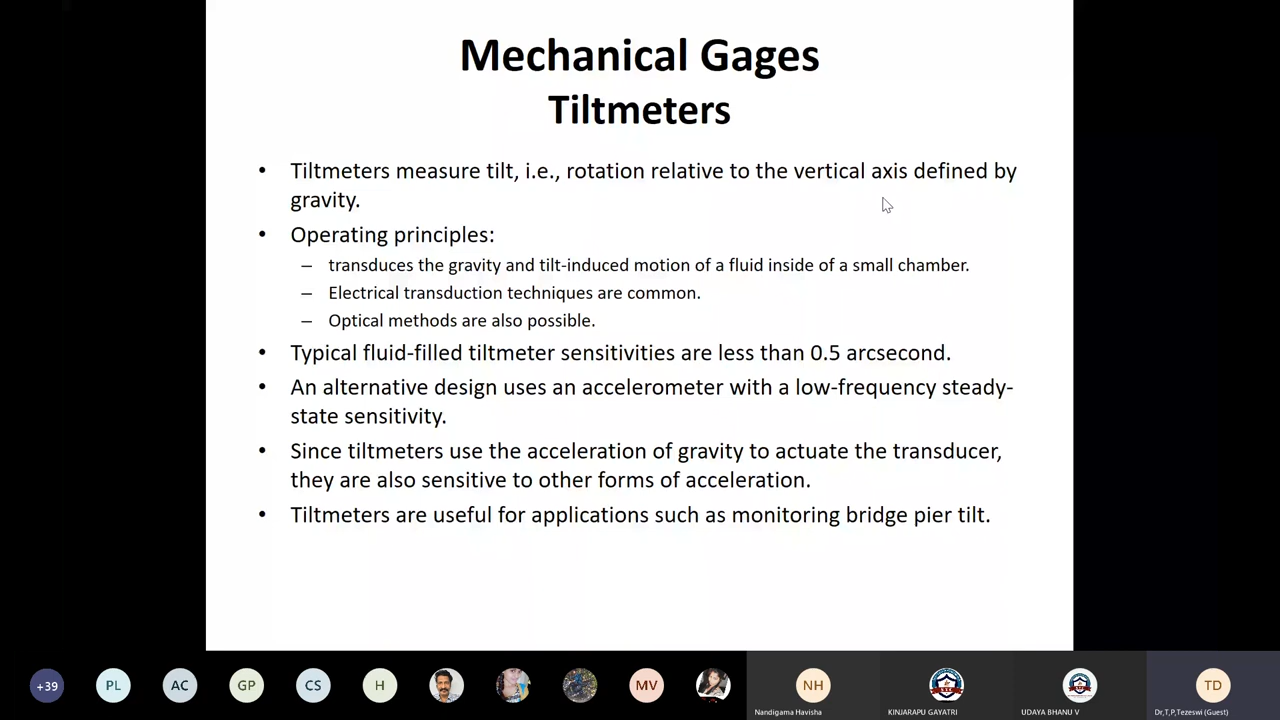 Mechanical Gages
Tiltmeters
• Tiltmeters measure tilt, i.e., rotation relative to the vertical axis defined by
gravity.
• Operating principles:
– transduces the gravity and tilt-induced motion of a fluid inside of a small chamber.
– Electrical transduction techniques are common.
– Optical methods are also possible.
• Typical fluid-filled tiltmeter sensitivities are less than 0.5 arcsecond.
• An alternative design uses an accelerometer with a low-frequency steady-
state sensitivity.
• Since tiltmeters use the acceleration of gravity to actuate the transducer,
they are also sensitive to other forms of acceleration.
• Tiltmeters are useful for applications such as monitoring bridge pier tilt.
+39 PL AC GP CS H MV NH TD
Nandigama Havisha KINJARAPU GAYATRI UDAYA BHANU V Dr,T,P,Tezeswi (Guest)